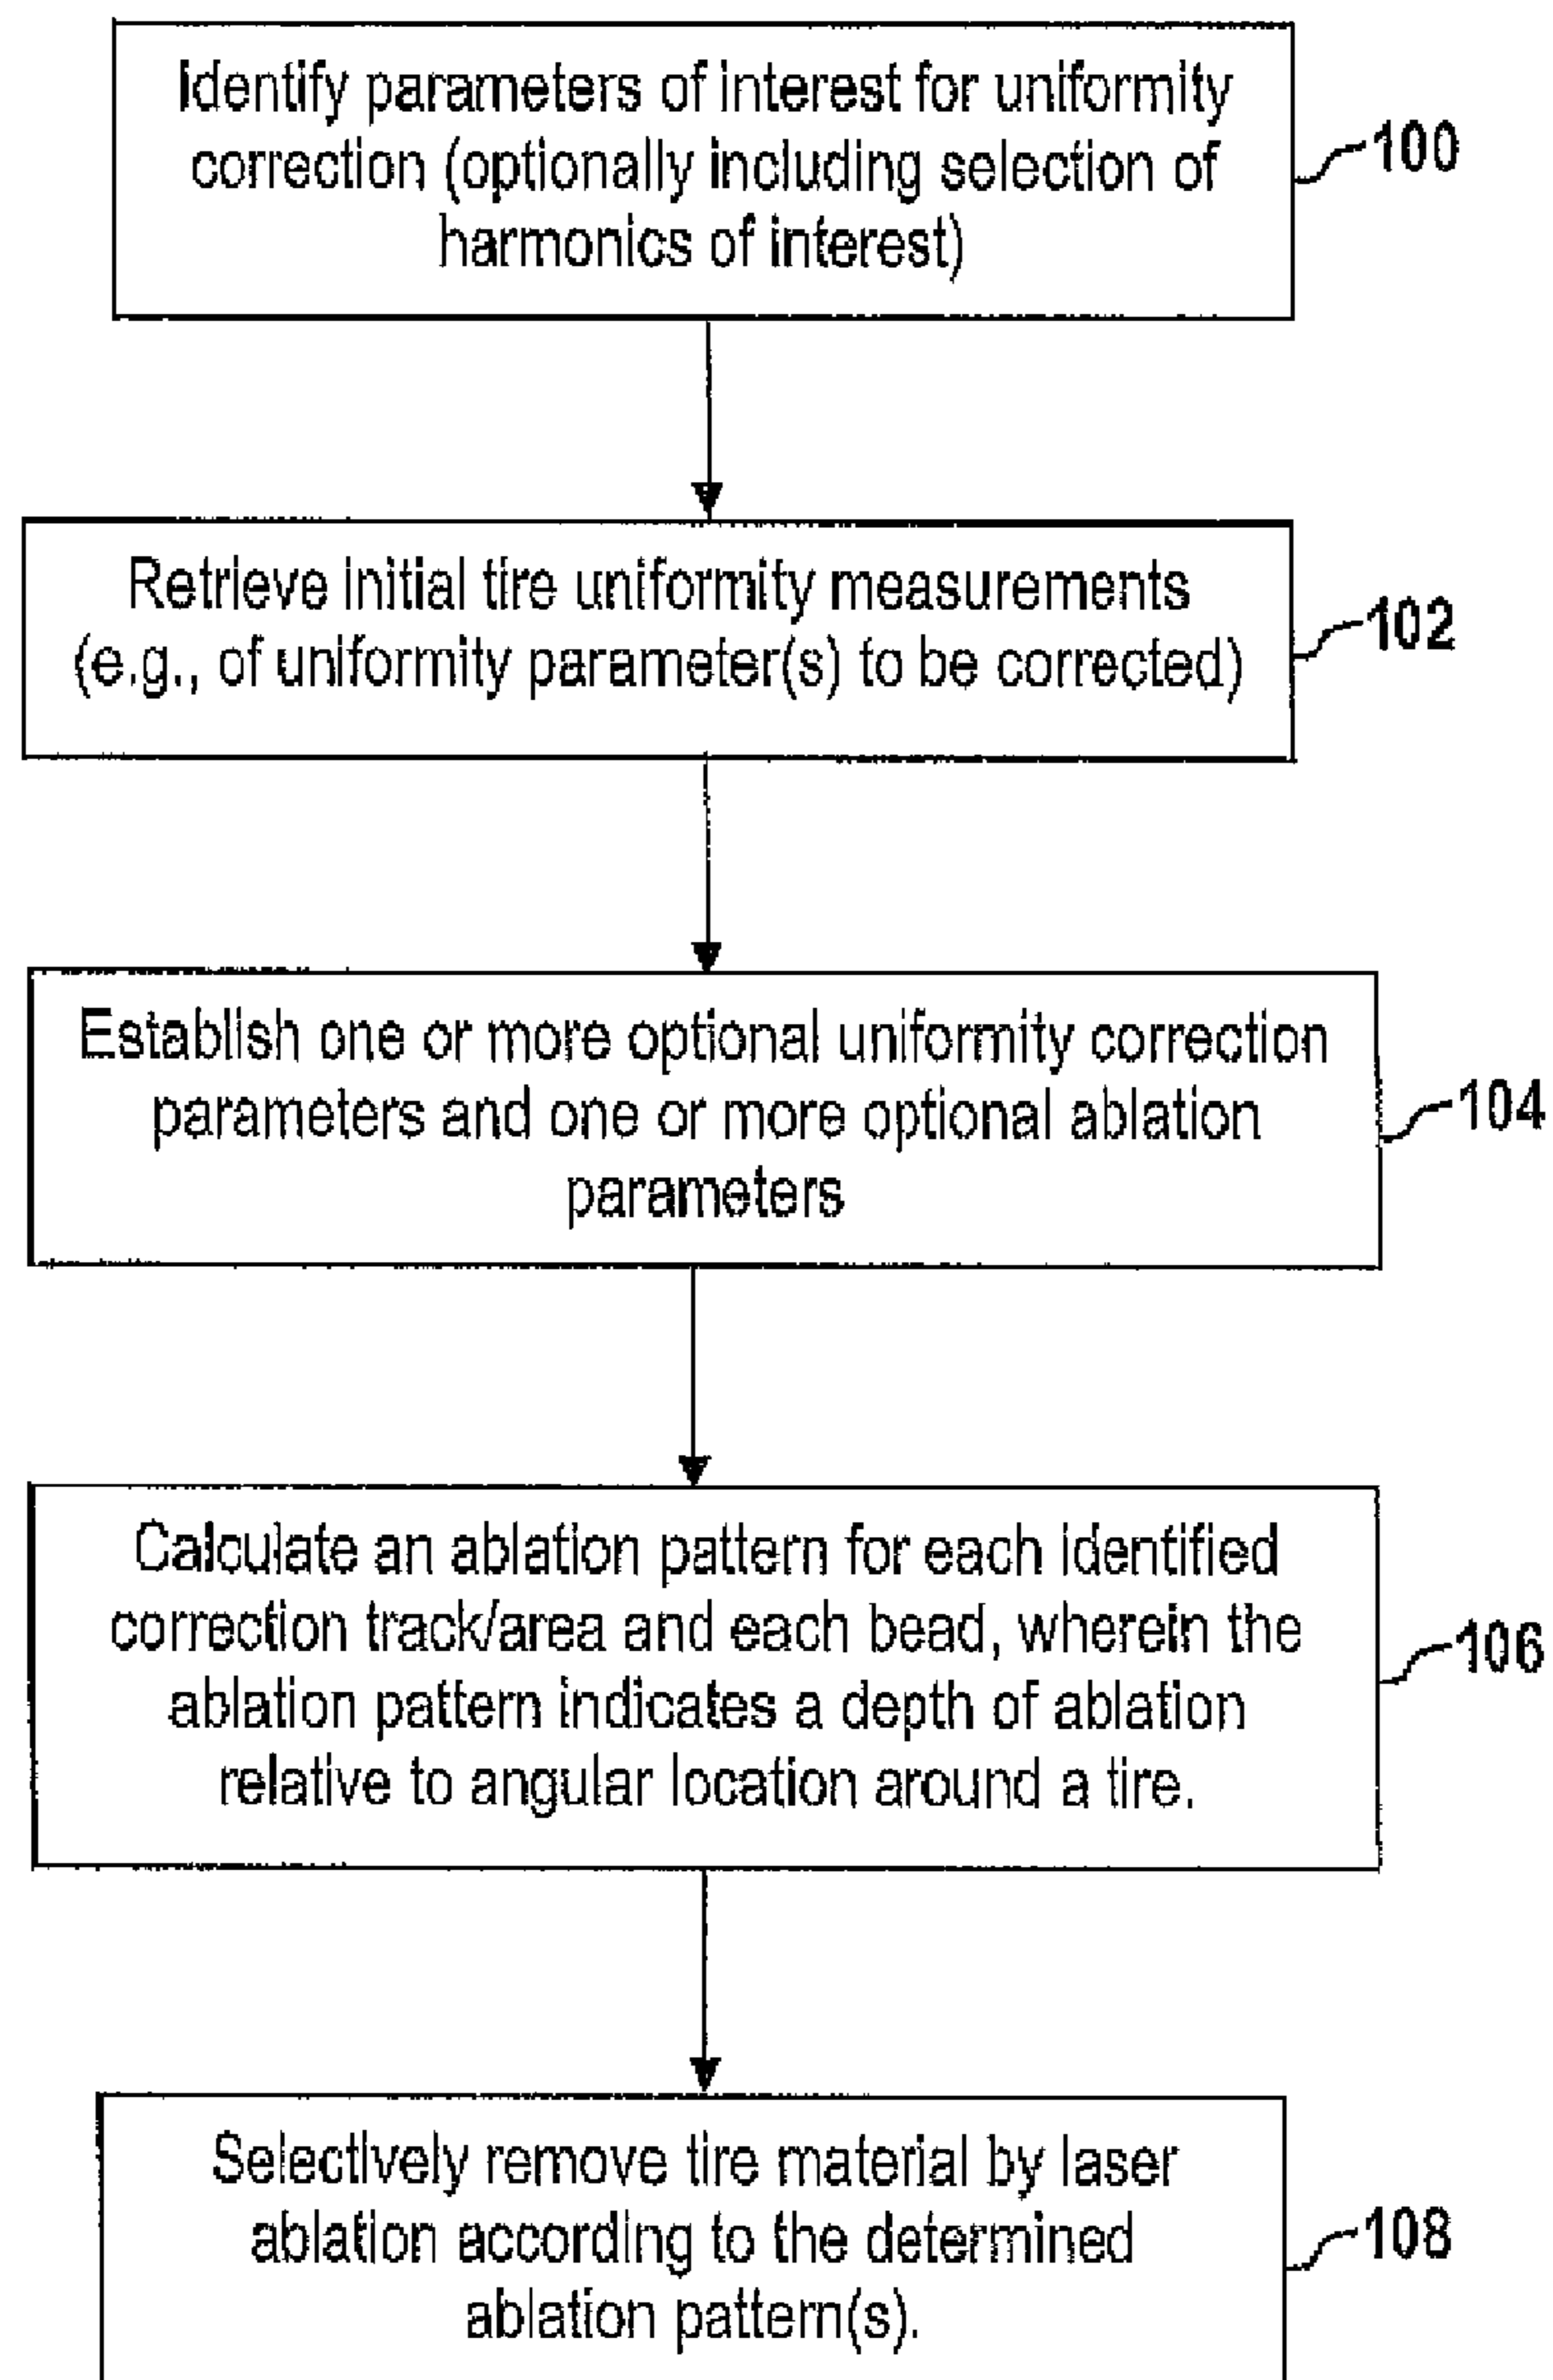 Identify parameters of interest for uniformity
correction (optionally including selection of
harmonics of interest)
100
Retrieve initial tire uniformity measurements
(e.g., of uniformity parameter(s) to be corrected)
102
Establish one or more optional uniformity correction
parameters and one or more optional ablation
parameters
104
Calculate an ablation pattern for each identified
correction track/area and each bead, wherein the
ablation pattern indicates a depth of ablation
relative to angular location around a tire.
106
Selectively remove tire material by laser
ablation according to the determined
ablation pattern(s).
108